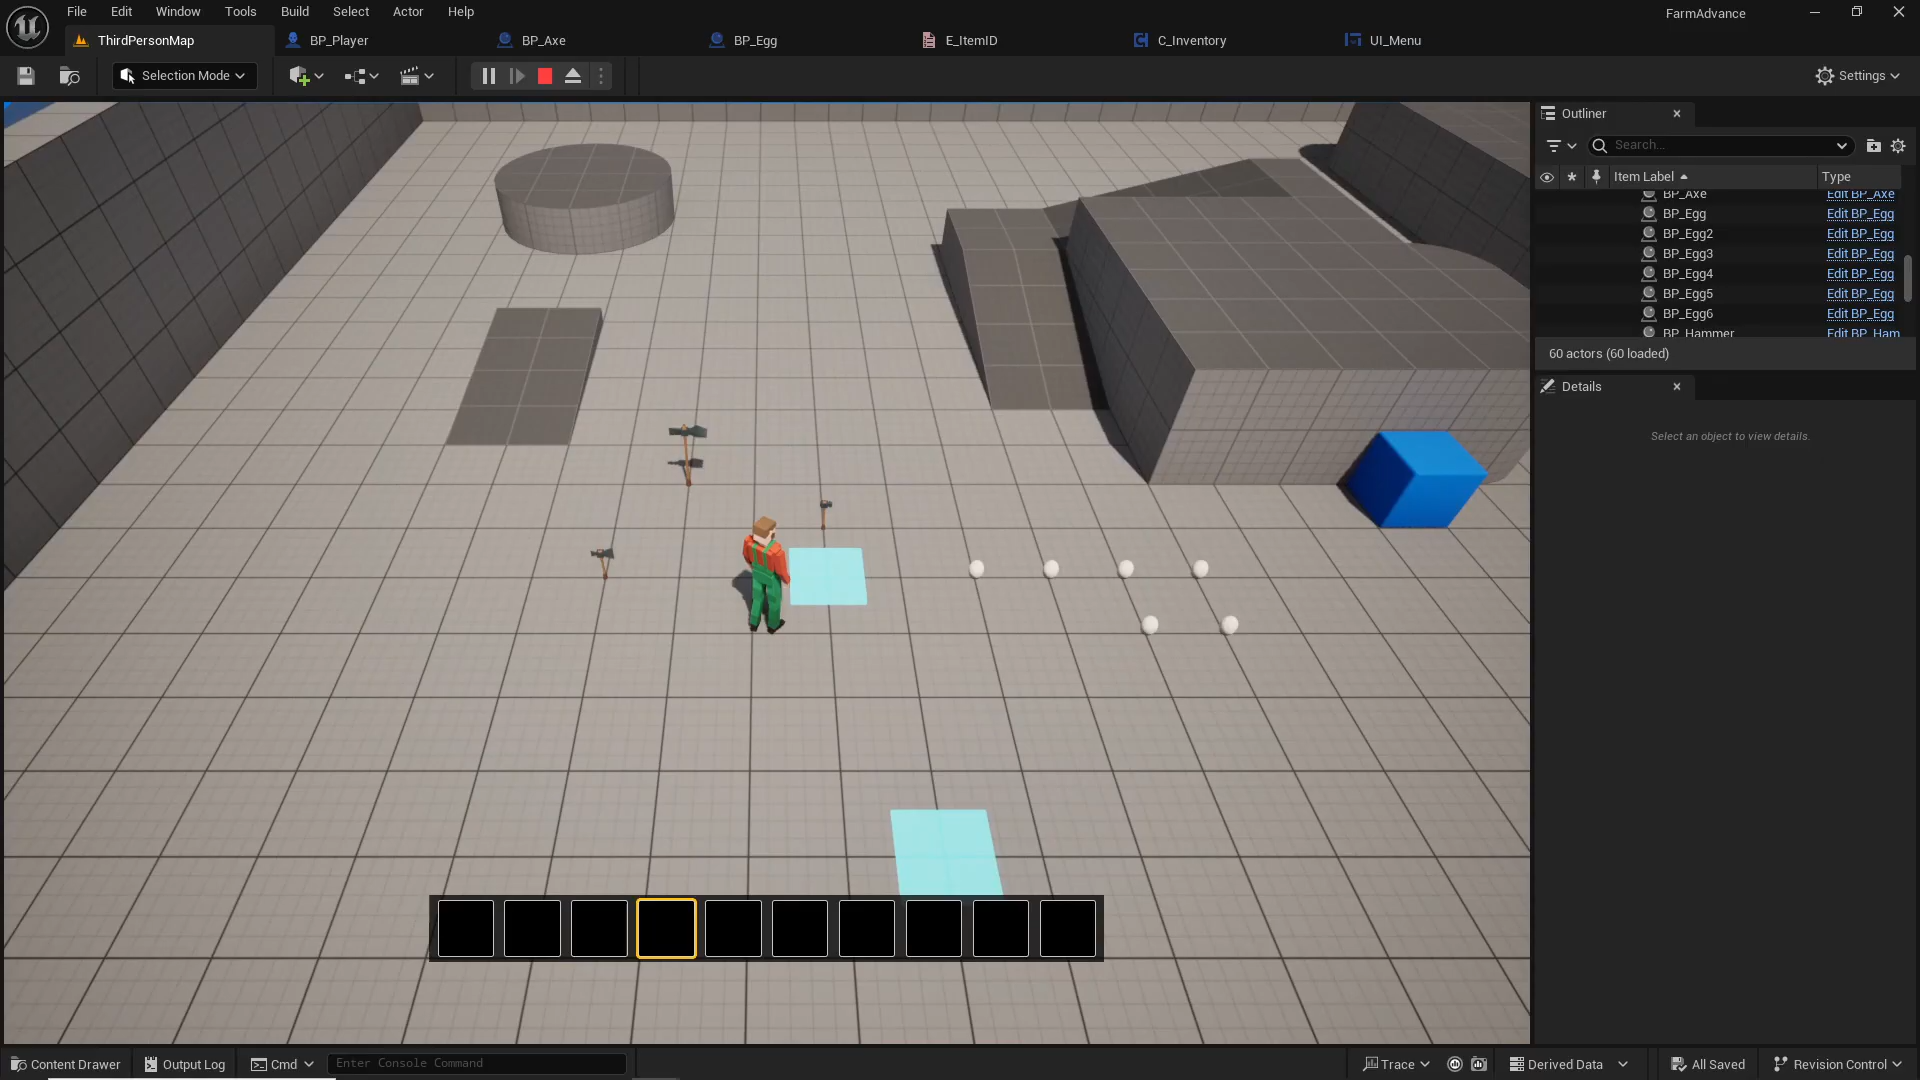 File Edit Window Tools Build Select Actor Help
FarmAdvance
ThirdPersonMap
BP_Player
BP_Axe
BP_Egg
E_ItemID
C_Inventory
UI_Menu
Selection Mode
Settings
Outliner
Search...
Item Label
Type
BP_Axe Edit BP_Axe
BP_Egg Edit BP_Egg
BP_Egg2 Edit BP_Egg
BP_Egg3 Edit BP_Egg
BP_Egg4 Edit BP_Egg
BP_Egg5 Edit BP_Egg
BP_Egg6 Edit BP_Egg
BP_Hammer Edit BP_Ham
60 actors (60 loaded)
Details
Select an object to view details.
Content Drawer
Output Log
Cmd
Enter Console Command
Trace
Derived Data
All Saved
Revision Control